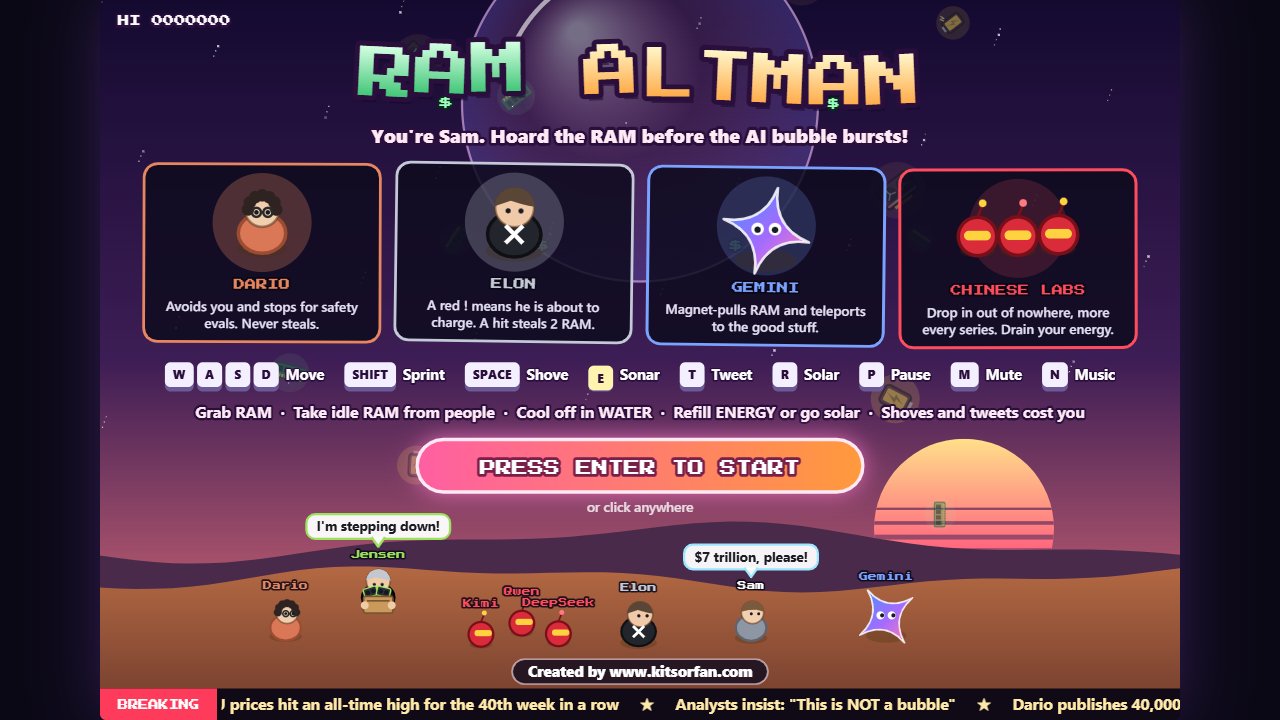 HI 0000000
RAM ALTMAN
You're Sam. Hoard the RAM before the AI bubble bursts!
DARIO
Avoids you and stops for safety
evals. Never steals.
ELON
A red ! means he is about to
charge. A hit steals 2 RAM.
GEMINI
Magnet-pulls RAM and teleports
to the good stuff.
CHINESE LABS
Drop in out of nowhere, more
every series. Drain your energy.
W A S D Move SHIFT Sprint SPACE Shove E Sonar T Tweet R Solar P Pause M Mute N Music
Grab RAM · Take idle RAM from people · Cool off in WATER · Refill ENERGY or go solar · Shoves and tweets cost you
PRESS ENTER TO START
or click anywhere
I'm stepping down!
Jensen
$7 trillion, please!
Dario
Kimi
Qwen
DeepSeek
Elon
Sam
Gemini
Created by www.kitsorfan.com
BREAKING prices hit an all-time high for the 40th week in a row ★ Analysts insist: "This is NOT a bubble" ★ Dario publishes 40,000